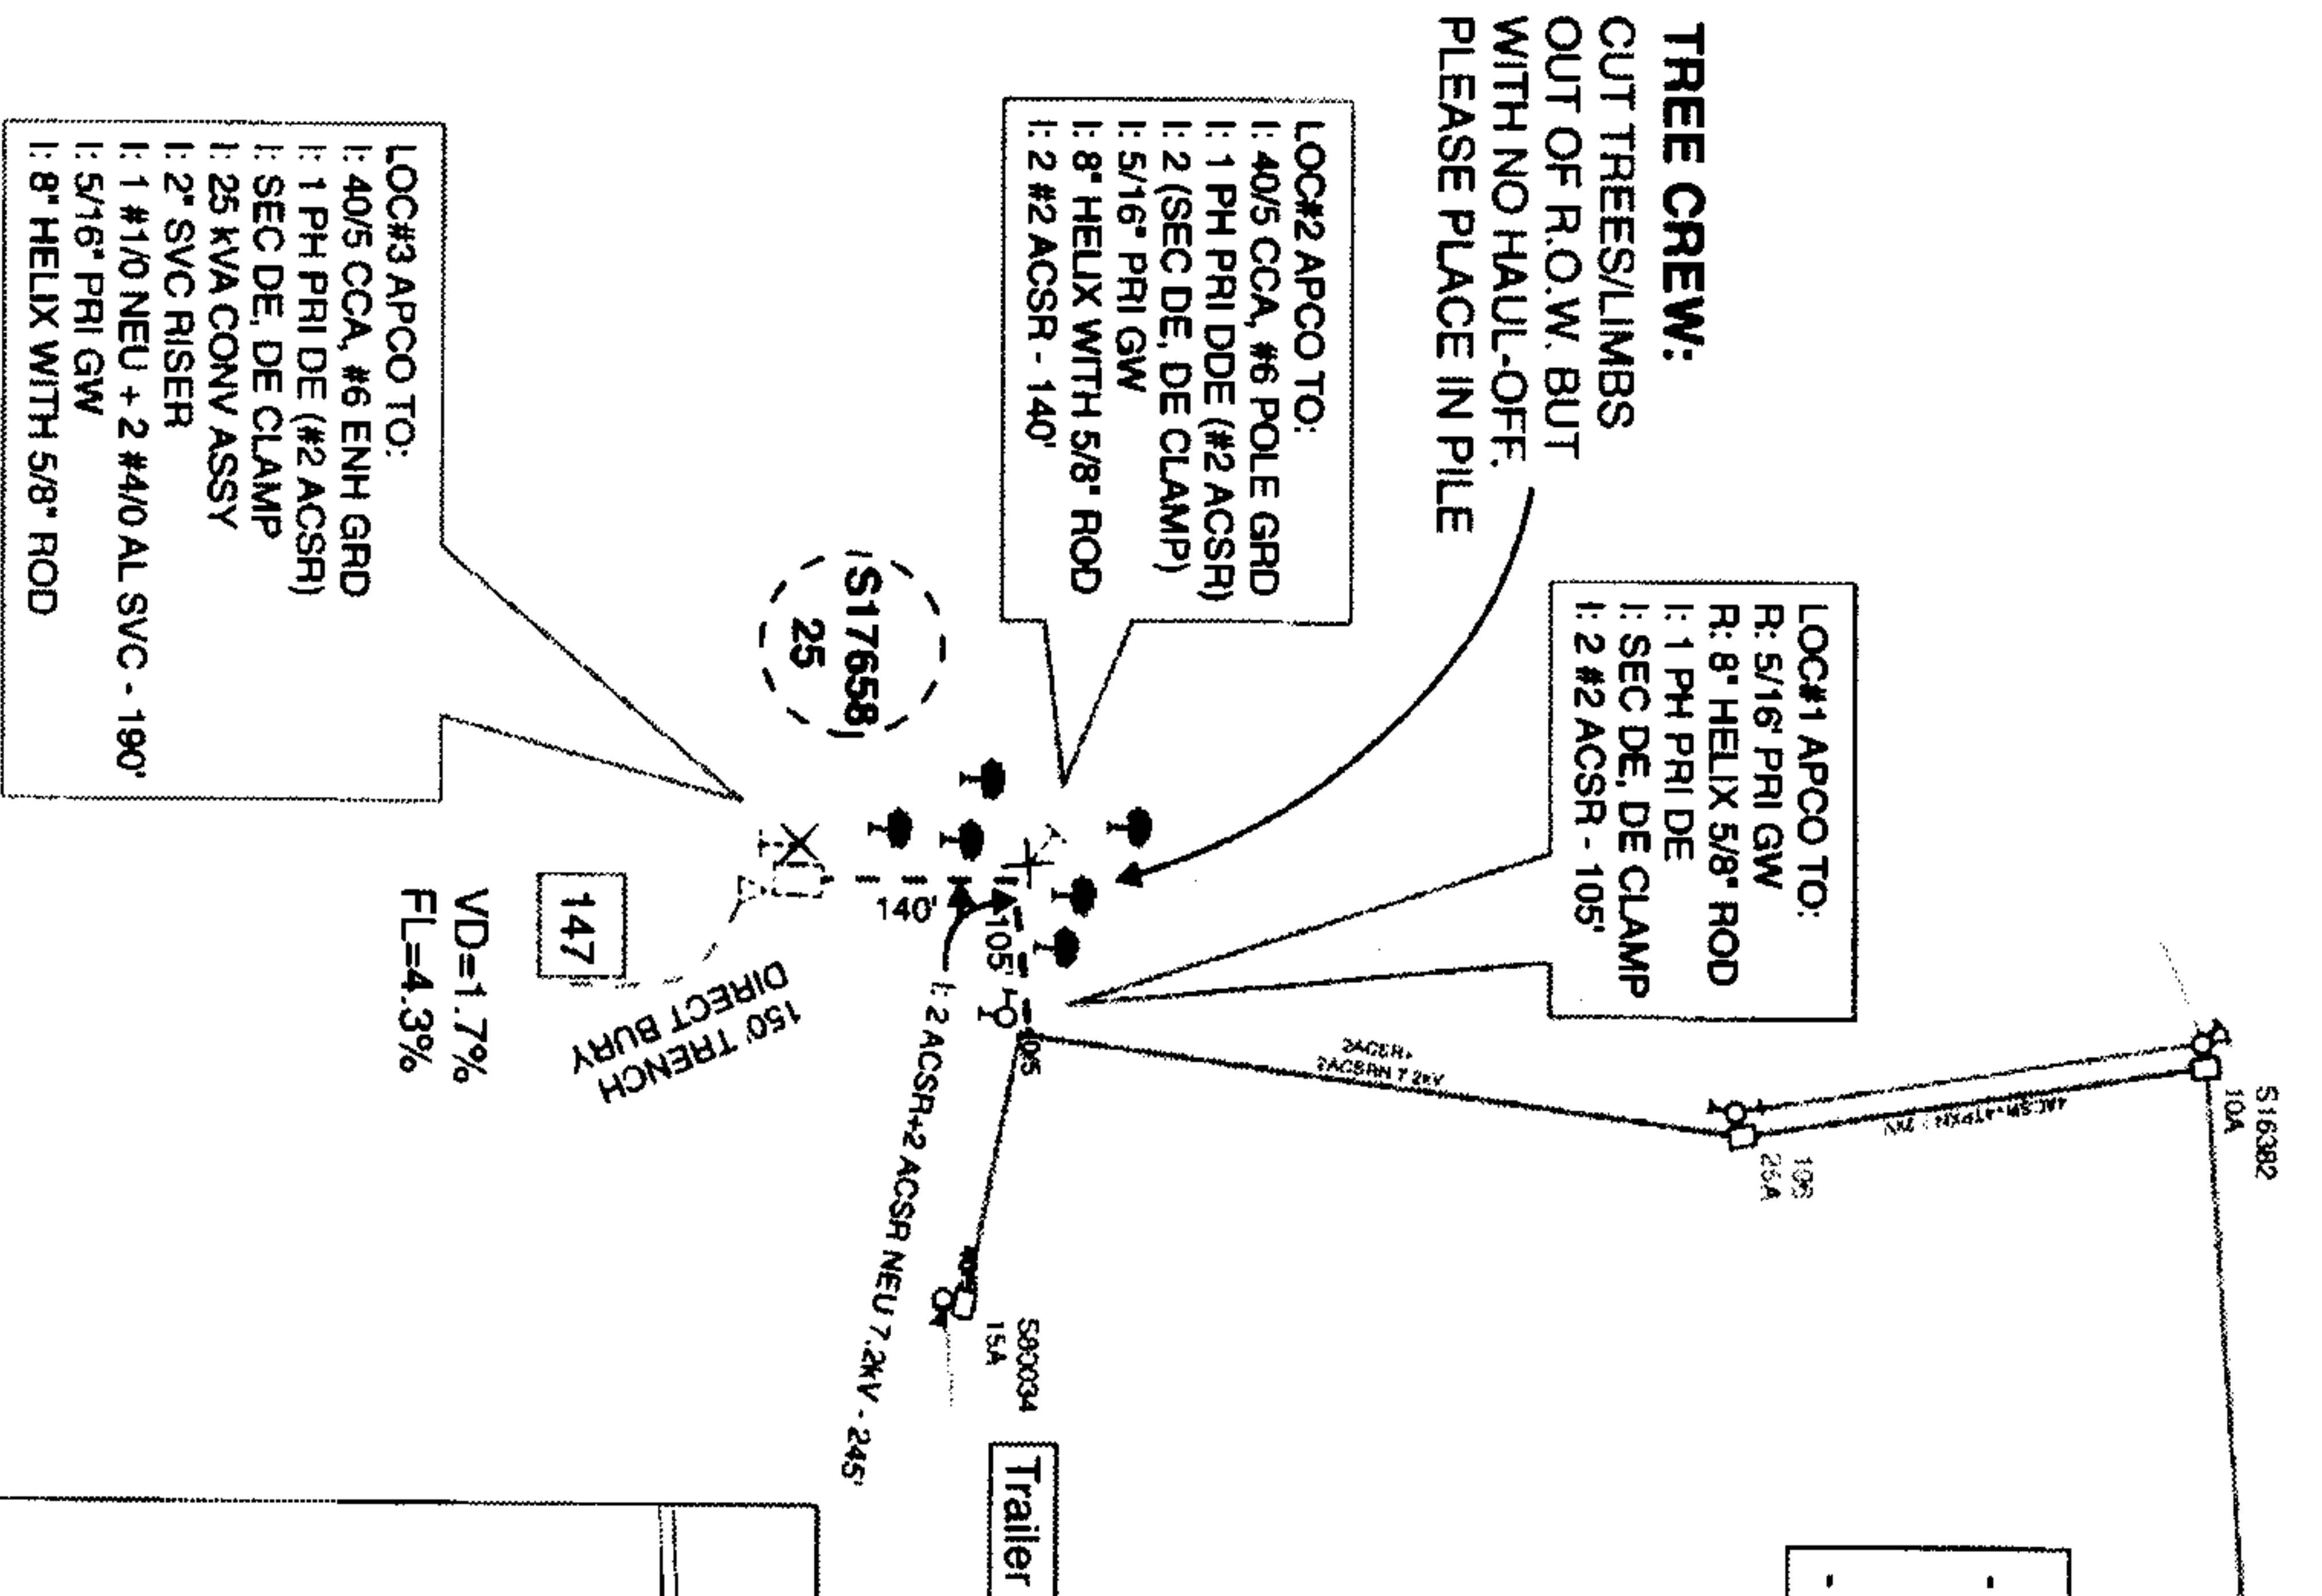 TREE CREW:
CUT TREES/LIMBS
OUT OF R.O.W. BUT
WITH NO HAUL-OFF.
PLEASE PLACE IN PILE
LOC#1 APCO TO:
R: 5/16" PRI GW
R: 8" HELIX 5/8" ROD
I: 1 PH PRI DE
I: SEC DE, DE CLAMP
I: 2 #2 ACSR - 105'
LOC#2 APCO TO:
I: 40/5 CCA, #6 POLE GRD
I: 1 PH PRI DDE (#2 ACSR)
I: 2 (SEC DE, DE CLAMP)
I: 5/16" PRI GW
I: 8" HELIX WITH 5/8" ROD
I: 2 #2 ACSR - 140'
LOC#3 APCO TO:
I: 40/5 CCA, #6 ENH GRD
I: 1 PH PRI DE (#2 ACSR)
I: SEC DE, DE CLAMP
I: 25 kVA CONV ASSY
I: 2" SVC RISER
I: 1 #1/0 NEU + 2 #4/0 AL SVC - 190'
I: 5/16" PRI GW
I: 8" HELIX WITH 5/8" ROD
S17658
25
140'
105'
I: 2 ACSR+2 ACSR NEU 7.2kV - 245'
150' TRENCH
DIRECT BURY
147
VD=1.7%
FL=4.3%
2ACSR+
2ACSRN 7.2kV
S16382
10A
25A
S80034
15A
Trailer